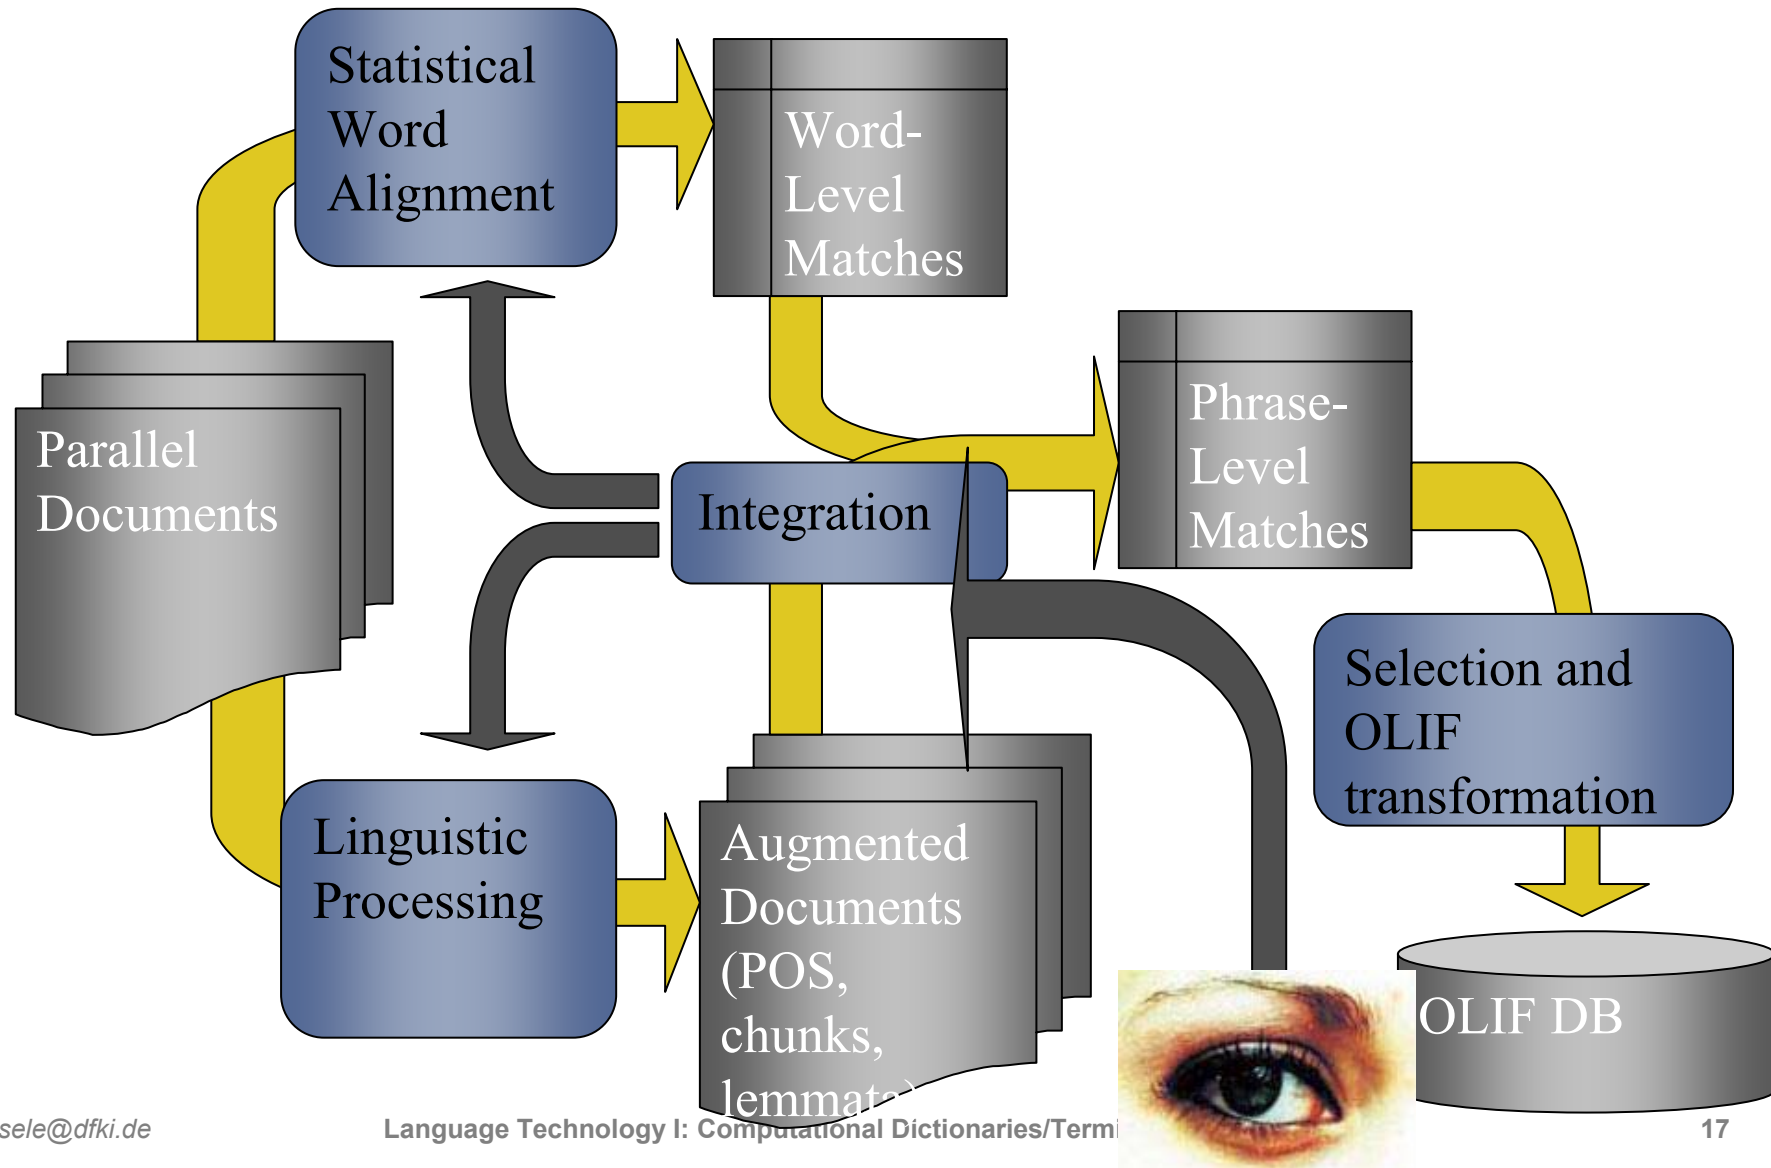 Statistical
Word
Alignment
Word-
Level
Matches
Parallel
Documents
Integration
Phrase-
Level
Matches
Linguistic
Processing
Augmented
Documents
(POS,
chunks,
lemmata)
Selection and
OLIF
transformation
OLIF DB
sele@dfki.de
Language Technology I: Computational Dictionaries/Termi
17